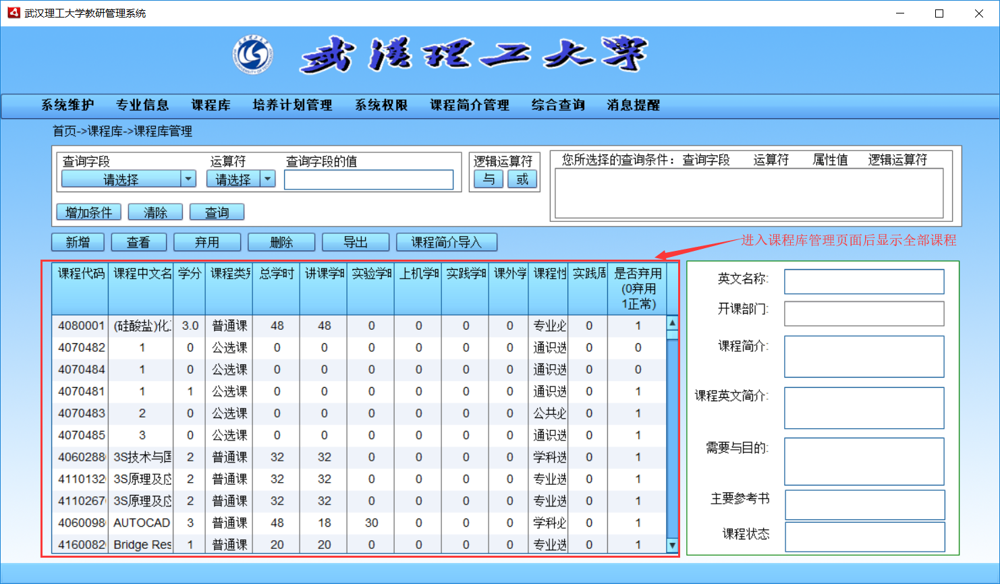 武汉理工大学教研管理系统
武汉理工大学
系统维护 专业信息 课程库 培养计划管理 系统权限 课程简介管理 综合查询 消息提醒
首页->课程库->课程库管理
查询字段 运算符 查询字段的值 逻辑运算符 您所选择的查询条件：查询字段 运算符 属性值 逻辑运算符
请选择 请选择 与 或
增加条件 清除 查询
新增 查看 弃用 删除 导出 课程简介导入
进入课程库管理页面后显示全部课程
课程代码 课程中文名 学分 课程类 总学时 讲课学 实验学 上机学 实践学 课外学 课程性 实践周 是否弃用
(0弃用
1正常)
4080001 (硅酸盐)化 3.0 普通课 48 48 0 0 0 0 专业必 0 1
4070482 1 0 公选课 0 0 0 0 0 0 通识选 0 0
4070484 1 0 公选课 0 0 0 0 0 0 通识选 0 0
4070481 1 1 公选课 0 0 0 0 0 0 通识选 0 1
4070483 2 0 公选课 0 0 0 0 0 0 公共必 0 1
4070485 3 0 公选课 0 0 0 0 0 0 通识选 0 1
4060288 3S技术与 2 普通课 32 32 0 0 0 0 学科选 0 1
4110132 3S原理及应 2 普通课 32 32 0 0 0 0 专业选 0 1
4110267 3S原理及应 2 普通课 32 32 0 0 0 0 专业选 0 1
4060098 AUTOCAD 3 普通课 48 18 30 0 0 0 学科必 0 1
4160082 Bridge Res 1 普通课 20 20 0 0 0 0 专业选 0 1
英文名称:
开课部门:
课程简介:
课程英文简介:
需要与目的:
主要参考书
课程状态